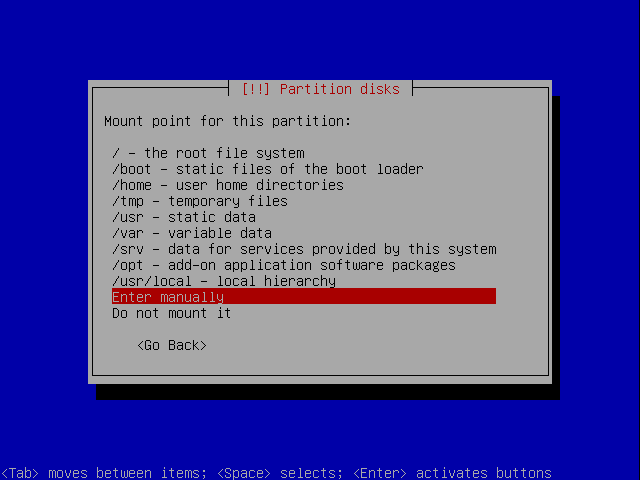 [!!] Partition disks
Mount point for this partition:
/ – the root file system
/boot – static files of the boot loader
/home – user home directories
/tmp – temporary files
/usr – static data
/var – variable data
/srv – data for services provided by this system
/opt – add–on application software packages
/usr/local – local hierarchy
Enter manually
Do not mount it
<Go Back>
<Tab> moves between items; <Space> selects; <Enter> activates buttons